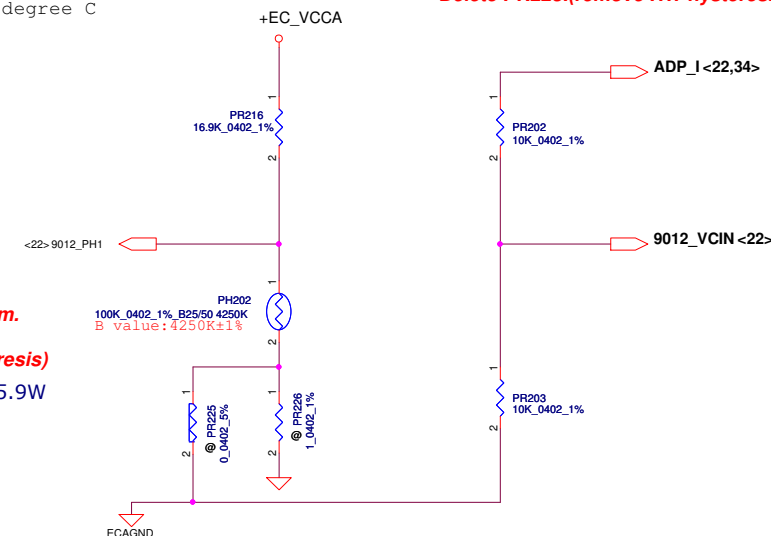 degree C
+EC_VCCA
ADP_I <22,34>
1
PR216
16.9K_0402_1%
2
1
PR202
10K_0402_1%
2
<22> 9012_PH1
9012_VCIN <22>
1
PH202
100K_0402_1%_B25/50 4250K
B value:4250K±1%
2
m.
resis)
5.9W
1
@ PR225
0_0402_5%
2
1
@ PR226
1_0402_1%
2
1
PR203
10K_0402_1%
2
ECAGND